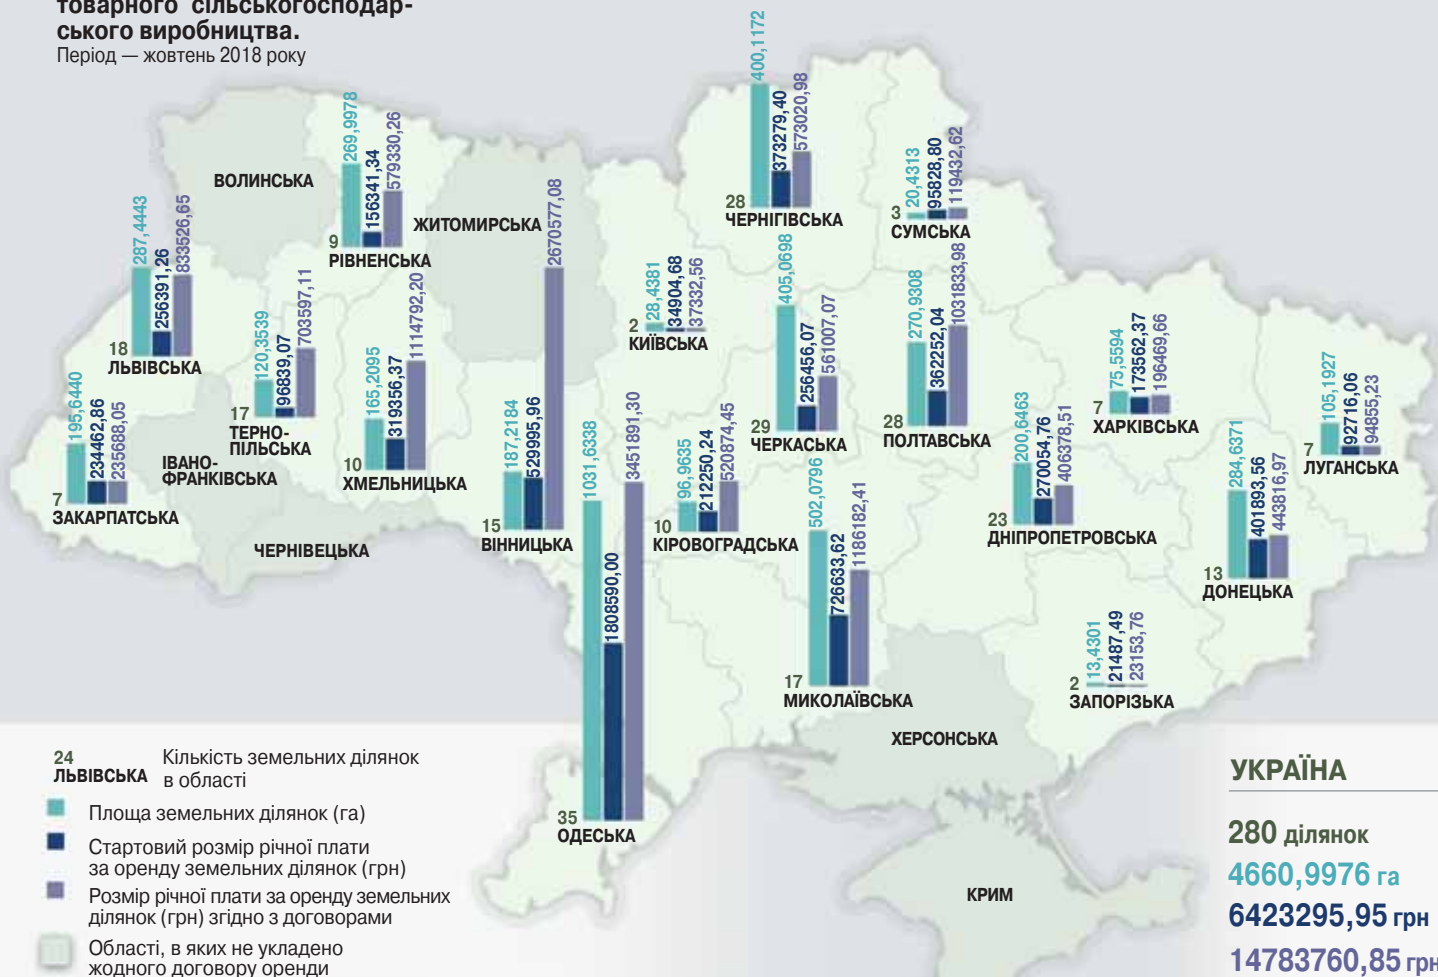 товарного сільськогосподар-
ського виробництва.
Період — жовтень 2018 року
ВОЛИНСЬКА
269,9978
156341,34
579330,26
9
РІВНЕНСЬКА
ЖИТОМИРСЬКА
400,1172
373279,40
573020,98
28
ЧЕРНІГІВСЬКА
20,4313
95828,80
119432,62
3
СУМСЬКА
287,4443
256391,26
833526,65
18
ЛЬВІВСЬКА
120,3539
96839,07
703597,11
17
ТЕРНО-
ПІЛЬСЬКА
165,2095
319356,37
1114792,20
10
ХМЕЛЬНИЦЬКА
187,2184
529995,96
2670577,08
15
ВІННИЦЬКА
28,4381
34904,68
37332,56
2
КИЇВСЬКА
405,0698
256456,07
561007,07
29
ЧЕРКАСЬКА
270,9308
362252,04
1031833,98
28
ПОЛТАВСЬКА
75,5594
173562,37
196469,66
7
ХАРКІВСЬКА
105,1927
92716,06
94855,23
7
ЛУГАНСЬКА
195,6440
234462,86
235688,05
7
ЗАКАРПАТСЬКА
ІВАНО-
ФРАНКІВСЬКА
ЧЕРНІВЕЦЬКА
1031,6338
1808590,00
3451891,30
35
ОДЕСЬКА
96,9635
212250,24
520874,45
10
КІРОВОГРАДСЬКА
502,0796
726633,62
1186182,41
17
МИКОЛАЇВСЬКА
200,6463
270054,76
406378,51
23
ДНІПРОПЕТРОВСЬКА
284,6371
401893,56
443816,97
13
ДОНЕЦЬКА
13,4301
21487,49
23153,76
2
ЗАПОРІЗЬКА
ХЕРСОНСЬКА
КРИМ
24
ЛЬВІВСЬКА
Кількість земельних ділянок
в області
Площа земельних ділянок (га)
Стартовий розмір річної плати
за оренду земельних ділянок (грн)
Розмір річної плати за оренду земельних
ділянок (грн) згідно з договорами
Області, в яких не укладено
жодного договору оренди
УКРАЇНА
280 ділянок
4660,9976 га
6423295,95 грн
14783760,85 грн